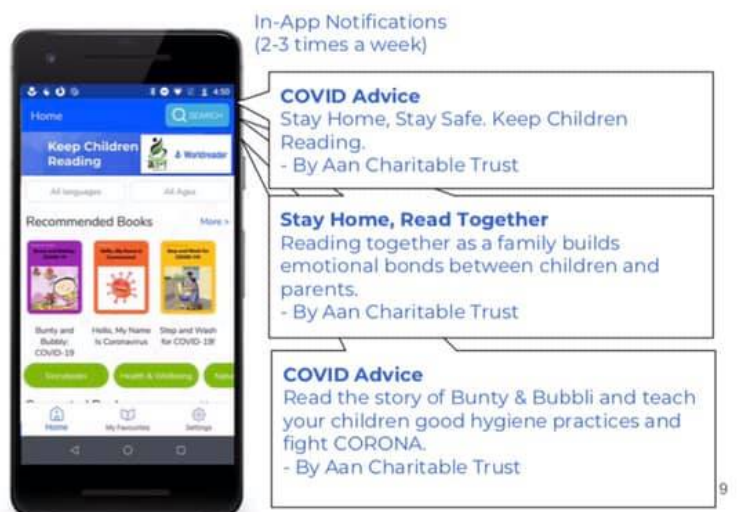 In-App Notifications
(2-3 times a week)
4:50
Home
SEARCH
Keep Children
Reading
& Worldreader
All languages
All Ages
Recommended Books
More >
Bunty and
Bubbly:
COVID-19
Hello, My Name
Is Coronavirus
Stop and Wash
for COVID-19!
Storybooks
Health & Wellbeing
Home
My Favourites
Settings
COVID Advice
Stay Home, Stay Safe. Keep Children
Reading.
- By Aan Charitable Trust
Stay Home, Read Together
Reading together as a family builds
emotional bonds between children and
parents.
- By Aan Charitable Trust
COVID Advice
Read the story of Bunty & Bubbli and teach
your children good hygiene practices and
fight CORONA.
- By Aan Charitable Trust
9